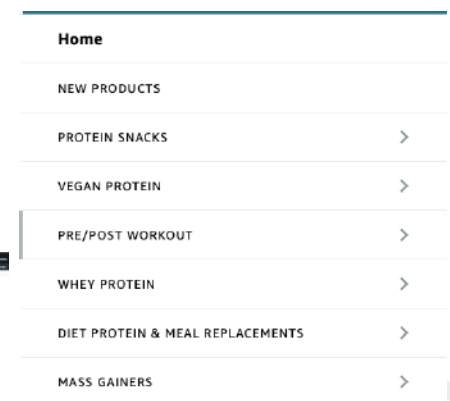 Home
NEW PRODUCTS
PROTEIN SNACKS
VEGAN PROTEIN
PRE/POST WORKOUT
WHEY PROTEIN
DIET PROTEIN & MEAL REPLACEMENTS
MASS GAINERS